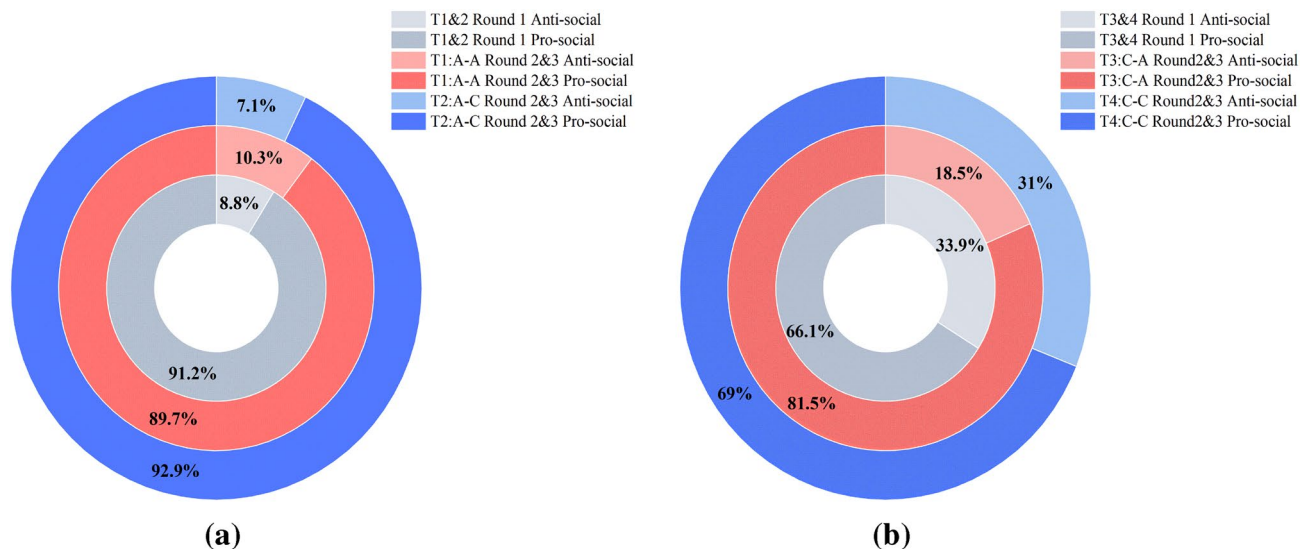 T1&2 Round 1 Anti-social
T1&2 Round 1 Pro-social
T1:A-A Round 2&3 Anti-social
T1:A-A Round 2&3 Pro-social
T2:A-C Round 2&3 Anti-social
T2:A-C Round 2&3 Pro-social
7.1%
10.3%
8.8%
91.2%
89.7%
92.9%
(a)
T3&4 Round 1 Anti-social
T3&4 Round 1 Pro-social
T3:C-A Round2&3 Anti-social
T3:C-A Round2&3 Pro-social
T4:C-C Round2&3 Anti-social
T4:C-C Round2&3 Pro-social
18.5%
31%
33.9%
66.1%
69%
81.5%
(b)